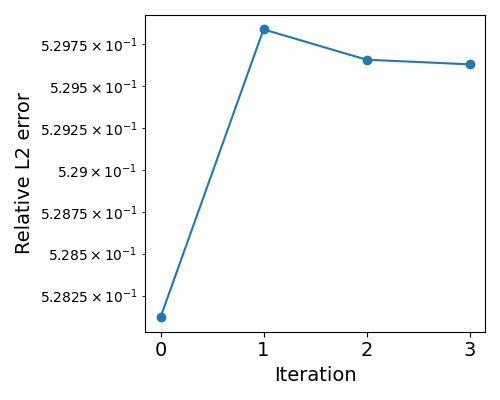 Relative L2 error
5.2975 × 10⁻¹
5.295 × 10⁻¹
5.2925 × 10⁻¹
5.29 × 10⁻¹
5.2875 × 10⁻¹
5.285 × 10⁻¹
5.2825 × 10⁻¹
0 1 2 3
Iteration